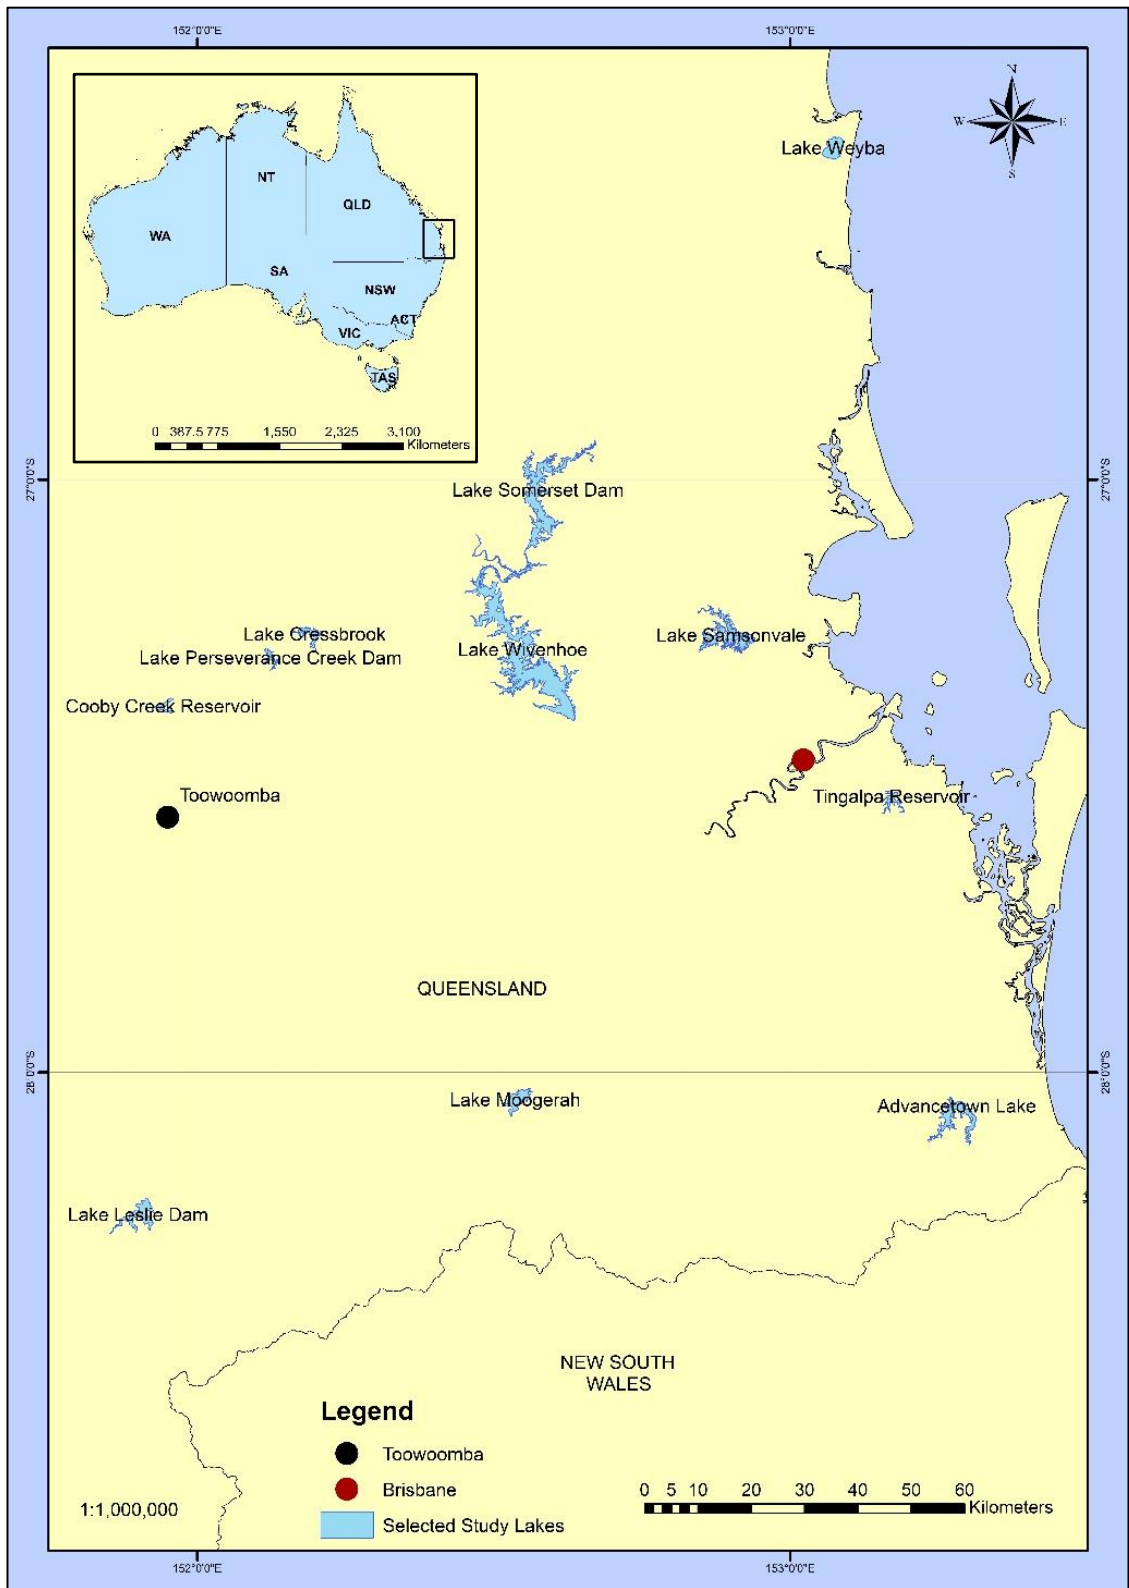 152°0'0"E
153°0'0"E
N
W
E
S
Lake Weyba
NT
QLD
WA
SA
NSW
ACT
VIC
TAS
0 387.5 775 1,550 2,325 3,100
Kilometers
27°0'0"S
27°0'0"S
Lake Somerset Dam
Lake Cressbrook
Lake Samsonvale
Lake Wivenhoe
Lake Perseverance Creek Dam
Cooby Creek Reservoir
Toowoomba
Tingalpa Reservoir
QUEENSLAND
28°0'0"S
28°0'0"S
Lake Moogerah
Advancetown Lake
Lake Leslie Dam
NEW SOUTH
WALES
Legend
Toowoomba
Brisbane
Selected Study Lakes
1:1,000,000
0 5 10 20 30 40 50 60
Kilometers
152°0'0"E
153°0'0"E